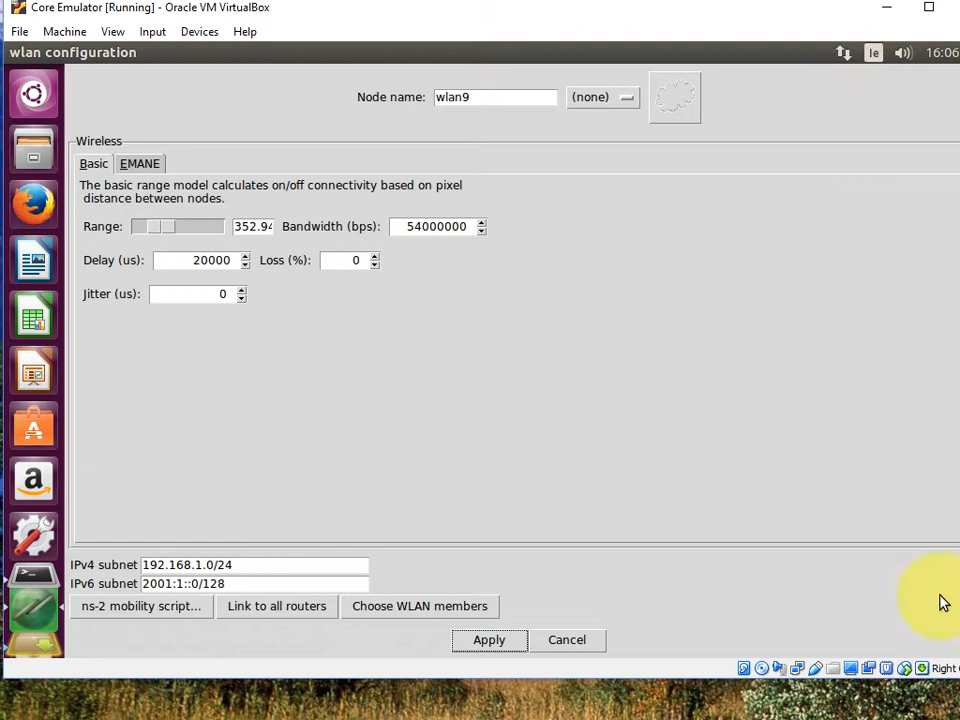 Core Emulator [Running] - Oracle VM VirtualBox
File Machine View Input Devices Help
wlan configuration
Ie
16:06
Node name: wlan9 (none)
Wireless
Basic EMANE
The basic range model calculates on/off connectivity based on pixel
distance between nodes.
Range: 352.94 Bandwidth (bps): 54000000
Delay (us): 20000 Loss (%): 0
Jitter (us): 0
IPv4 subnet 192.168.1.0/24
IPv6 subnet 2001:1::0/128
ns-2 mobility script... Link to all routers Choose WLAN members
Apply Cancel
Right